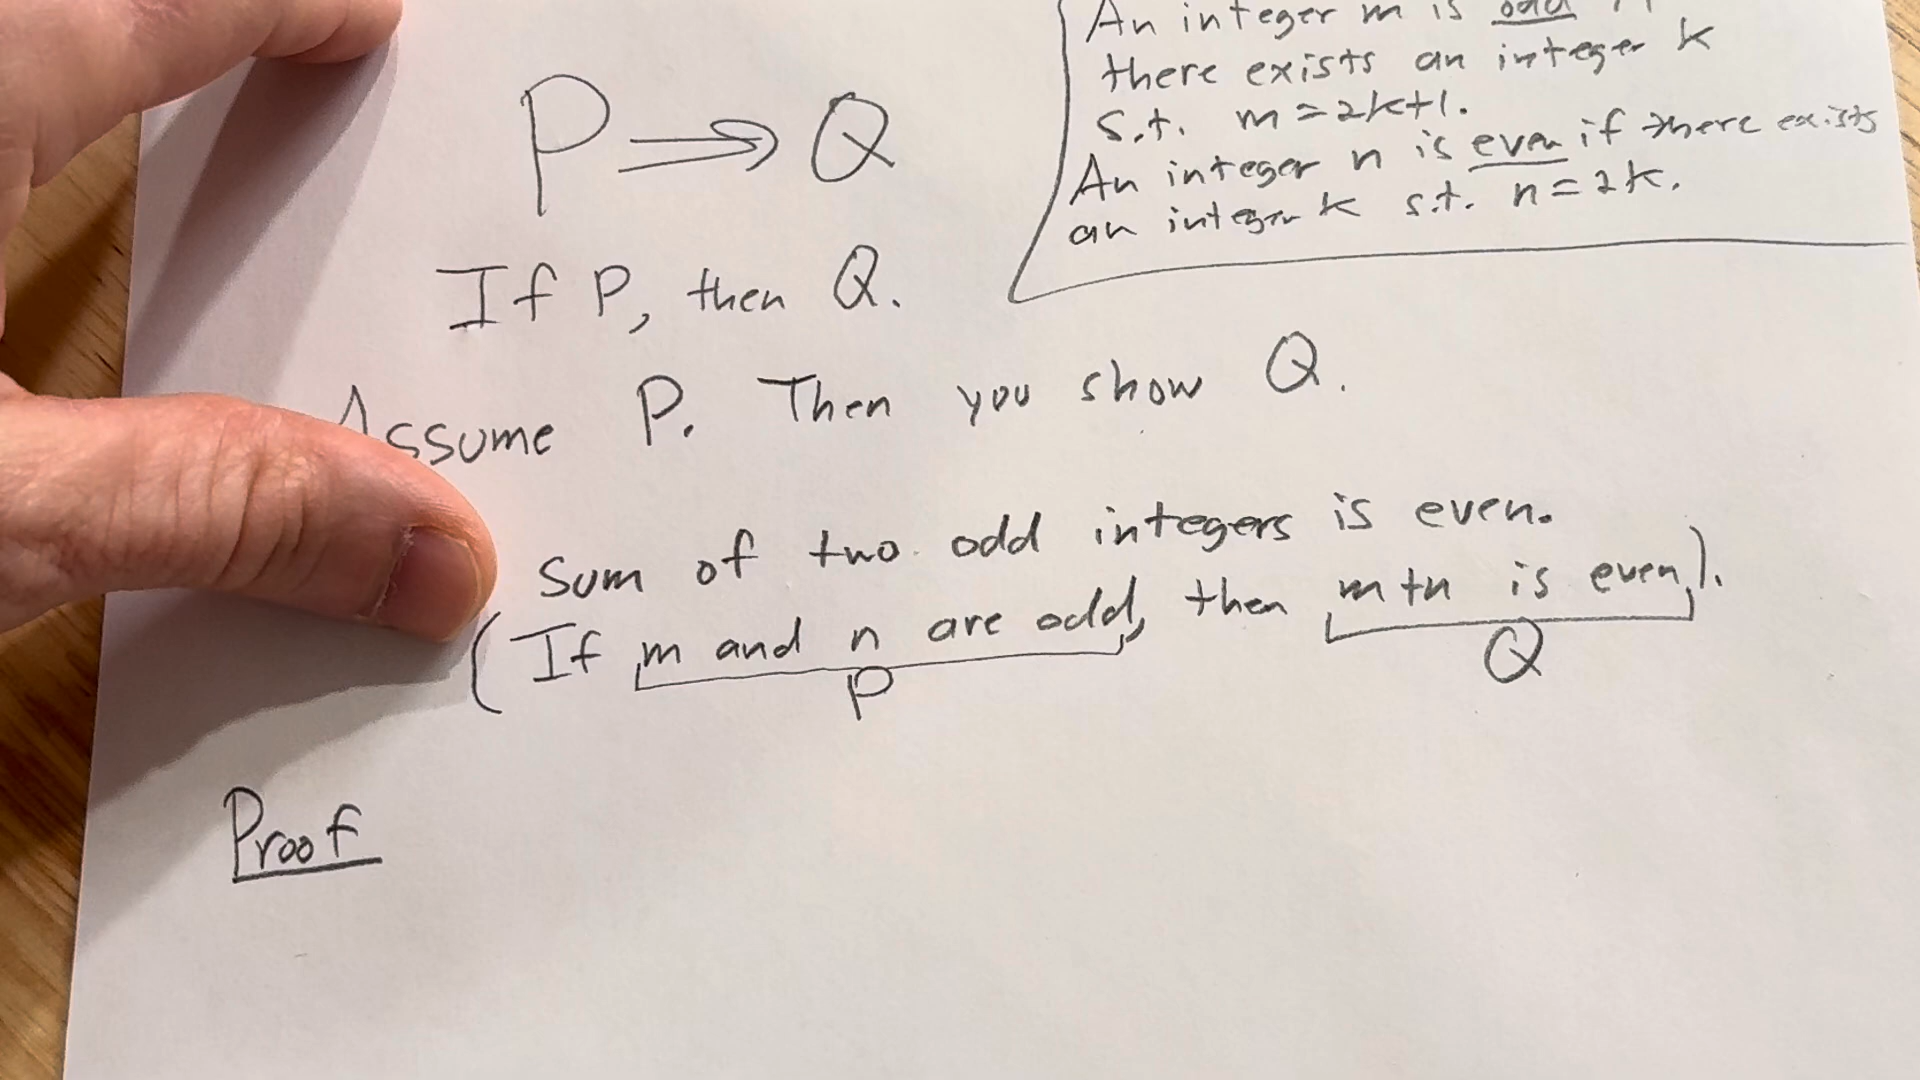 P ⟹ Q
If P, then Q.
Assume P. Then you show Q.
An integer m is odd
there exists an integer k
s.t. m = 2k+1.
An integer n is even if there exists
an integer k s.t. n = 2k.
Sum of two odd integers is even.
(If m and n are odd, then m+n is even).
P Q
Proof